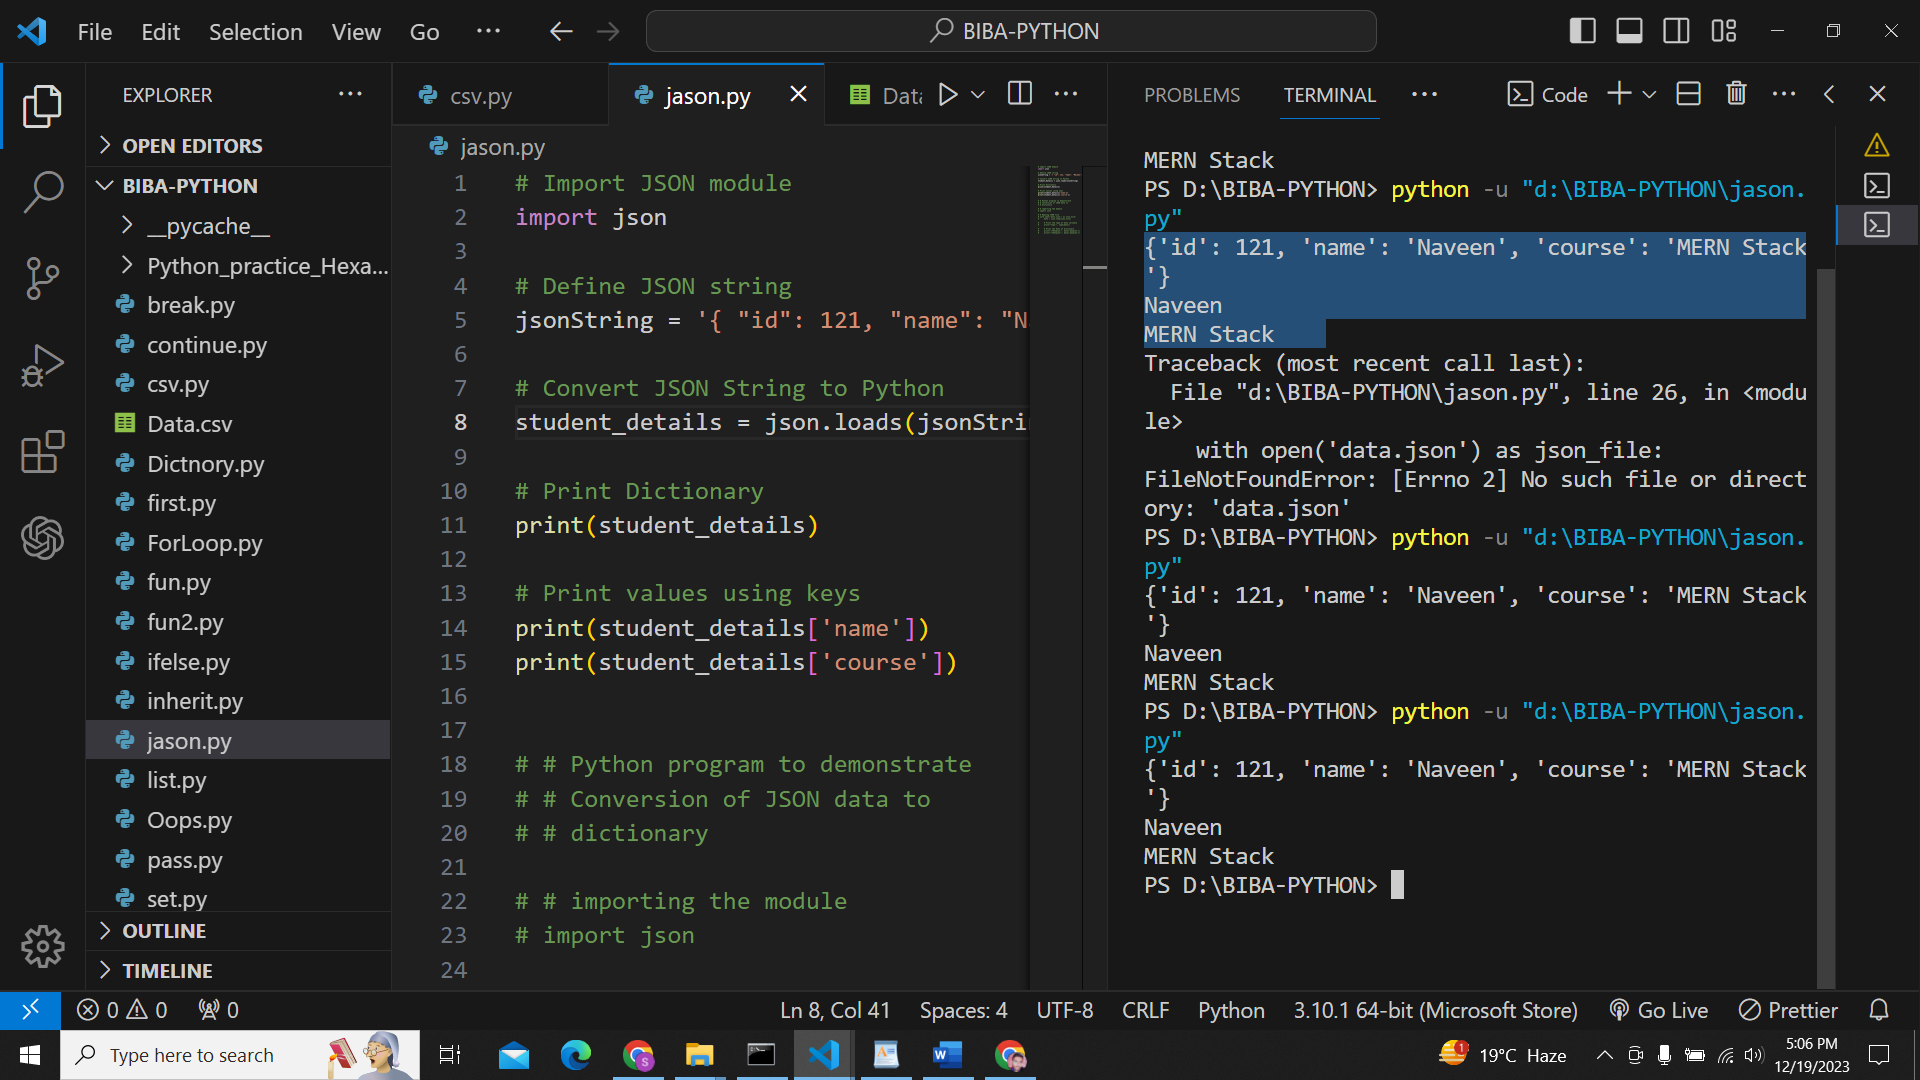 File Edit Selection View Go ··· BIBA-PYTHON
EXPLORER ···
OPEN EDITORS
BIBA-PYTHON
__pycache__
Python_practice_Hexa...
break.py
continue.py
csv.py
Data.csv
Dictnory.py
first.py
ForLoop.py
fun.py
fun2.py
ifelse.py
inherit.py
jason.py
list.py
Oops.py
pass.py
set.py
OUTLINE
TIMELINE
csv.py jason.py Data
jason.py
1 # Import JSON module
2 import json
3
4 # Define JSON string
5 jsonString = '{ "id": 121, "name": "N
6
7 # Convert JSON String to Python
8 student_details = json.loads(jsonStri
9
10 # Print Dictionary
11 print(student_details)
12
13 # Print values using keys
14 print(student_details['name'])
15 print(student_details['course'])
16
17
18 # # Python program to demonstrate
19 # # Conversion of JSON data to
20 # # dictionary
21
22 # # importing the module
23 # import json
24
PROBLEMS TERMINAL ··· Code
MERN Stack
PS D:\BIBA-PYTHON> python -u "d:\BIBA-PYTHON\jason.
py"
{'id': 121, 'name': 'Naveen', 'course': 'MERN Stack
'}
Naveen
MERN Stack
Traceback (most recent call last):
  File "d:\BIBA-PYTHON\jason.py", line 26, in <modu
le>
    with open('data.json') as json_file:
FileNotFoundError: [Errno 2] No such file or direct
ory: 'data.json'
PS D:\BIBA-PYTHON> python -u "d:\BIBA-PYTHON\jason.
py"
{'id': 121, 'name': 'Naveen', 'course': 'MERN Stack
'}
Naveen
MERN Stack
PS D:\BIBA-PYTHON> python -u "d:\BIBA-PYTHON\jason.
py"
{'id': 121, 'name': 'Naveen', 'course': 'MERN Stack
'}
Naveen
MERN Stack
PS D:\BIBA-PYTHON>
0 0 0 Ln 8, Col 41 Spaces: 4 UTF-8 CRLF Python 3.10.1 64-bit (Microsoft Store) Go Live Prettier
Type here to search 1 19°C Haze 5:06 PM
12/19/2023